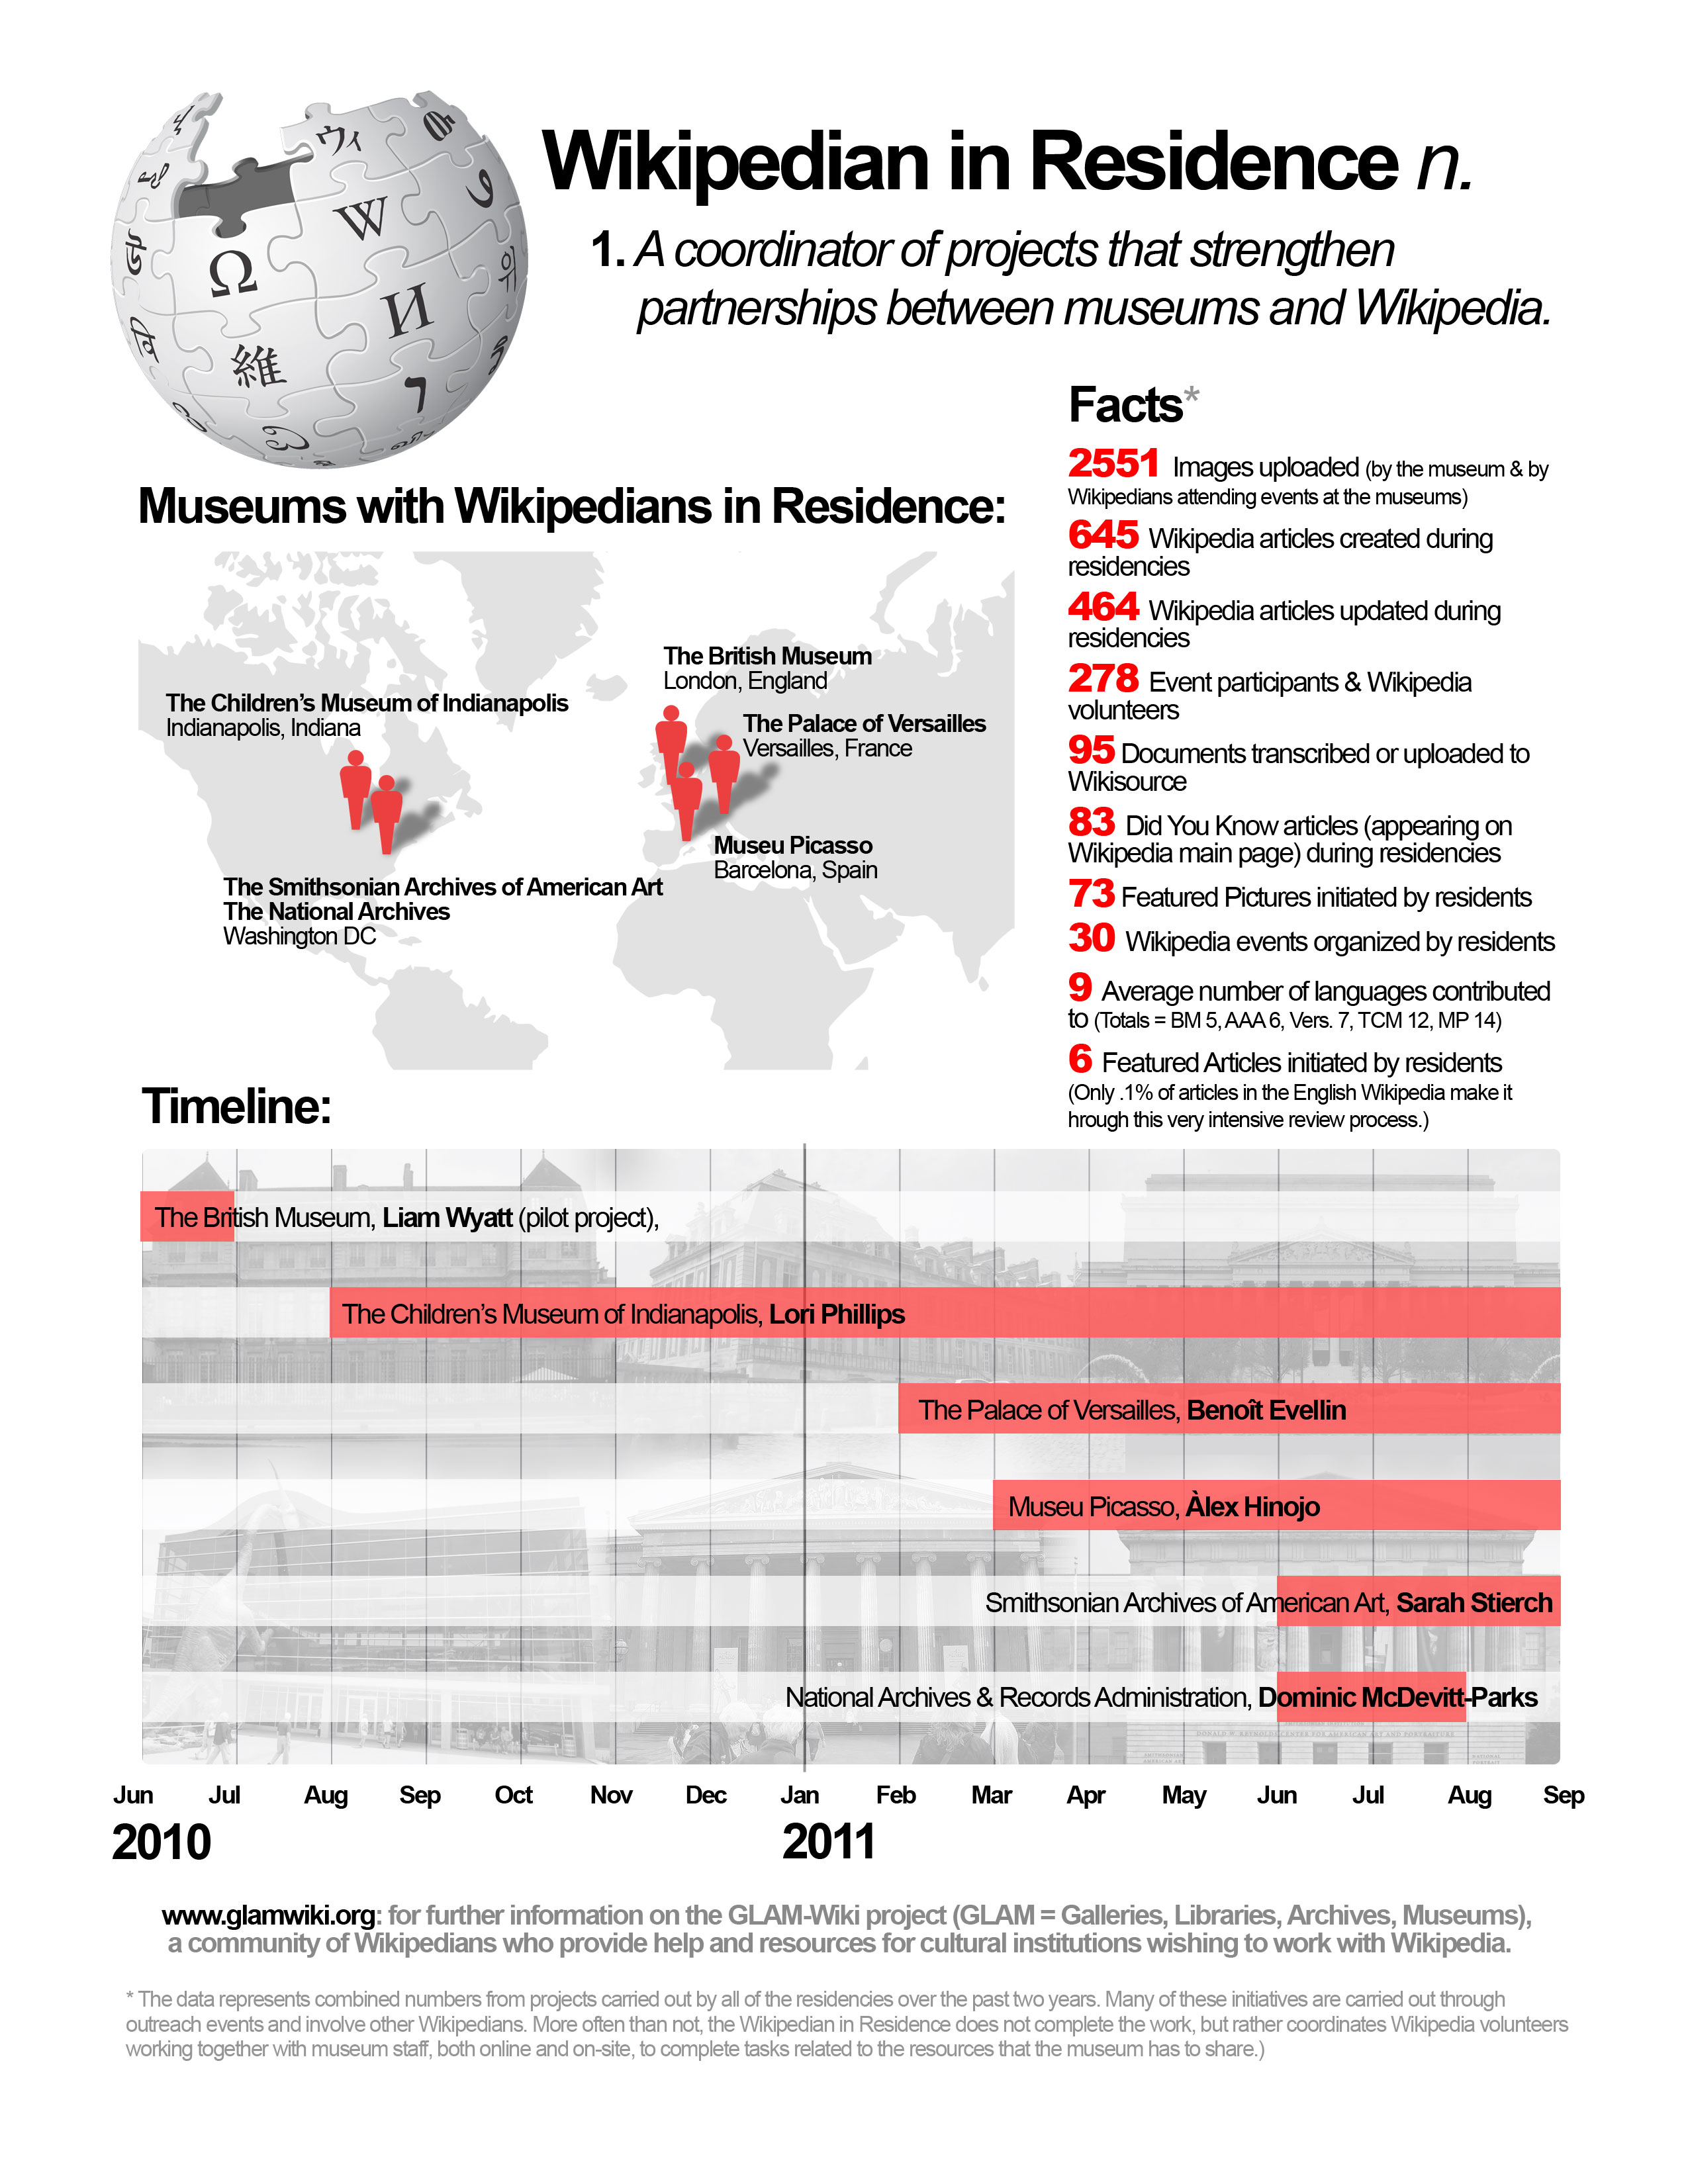 Wikipedian in Residence n.
1. A coordinator of projects that strengthen
partnerships between museums and Wikipedia.
ウィ
W
Ω
И
維
ו
Museums with Wikipedians in Residence:
The Children's Museum of Indianapolis
Indianapolis, Indiana
The British Museum
London, England
The Palace of Versailles
Versailles, France
Museu Picasso
Barcelona, Spain
The Smithsonian Archives of American Art
The National Archives
Washington DC
Facts*
2551 Images uploaded (by the museum & by
Wikipedians attending events at the museums)
645 Wikipedia articles created during
residencies
464 Wikipedia articles updated during
residencies
278 Event participants & Wikipedia
volunteers
95 Documents transcribed or uploaded to
Wikisource
83 Did You Know articles (appearing on
Wikipedia main page) during residencies
73 Featured Pictures initiated by residents
30 Wikipedia events organized by residents
9 Average number of languages contributed
to (Totals = BM 5, AAA 6, Vers. 7, TCM 12, MP 14)
6 Featured Articles initiated by residents
(Only .1% of articles in the English Wikipedia make it
hrough this very intensive review process.)
Timeline:
The British Museum, Liam Wyatt (pilot project),
The Children's Museum of Indianapolis, Lori Phillips
The Palace of Versailles, Benoît Evellin
Museu Picasso, Àlex Hinojo
Smithsonian Archives of American Art, Sarah Stierch
National Archives & Records Administration, Dominic McDevitt-Parks
DONALD W. REYNOLDS CENTER FOR AMERICAN ART AND PORTRAITURE
Jun Jul Aug Sep Oct Nov Dec Jan Feb Mar Apr May Jun Jul Aug Sep
2010 2011
www.glamwiki.org: for further information on the GLAM-Wiki project (GLAM = Galleries, Libraries, Archives, Museums),
a community of Wikipedians who provide help and resources for cultural institutions wishing to work with Wikipedia.
* The data represents combined numbers from projects carried out by all of the residencies over the past two years. Many of these initiatives are carried out through
outreach events and involve other Wikipedians. More often than not, the Wikipedian in Residence does not complete the work, but rather coordinates Wikipedia volunteers
working together with museum staff, both online and on-site, to complete tasks related to the resources that the museum has to share.)